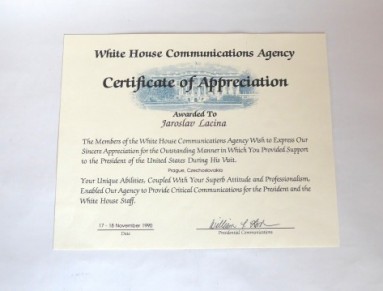 White House Communications Agency
Certificate of Appreciation
Awarded To
Jaroslav Lacina
The Members of the White House Communications Agency Wish to Express Our
Sincere Appreciation for the Outstanding Manner in Which You Provided Support
to the President of the United States During His Visit.
Prague, Czechoslovakia
Your Unique Abilities, Coupled With Your Superb Attitude and Professionalism,
Enabled Our Agency to Provide Critical Communications for the President and the
White House Staff.
17 - 18 November 1990
Date
Presidential Communications